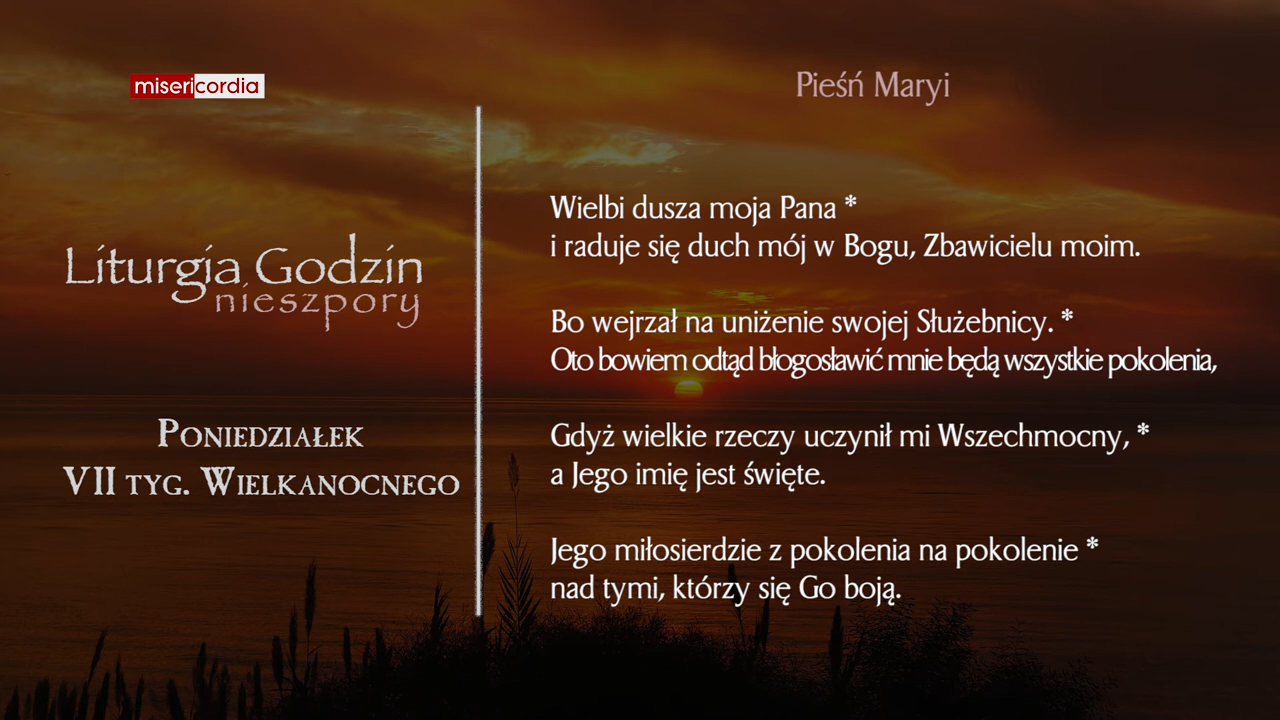 misericordia
Liturgia Godzin
nieszpory
Poniedziałek
VII tyg. Wielkanocnego
Pieśń Maryi
Wielbi dusza moja Pana *
i raduje się duch mój w Bogu, Zbawicielu moim.
Bo wejrzał na uniżenie swojej Służebnicy. *
Oto bowiem odtąd błogosławić mnie będą wszystkie pokolenia,
Gdyż wielkie rzeczy uczynił mi Wszechmocny, *
a Jego imię jest święte.
Jego miłosierdzie z pokolenia na pokolenie *
nad tymi, którzy się Go boją.